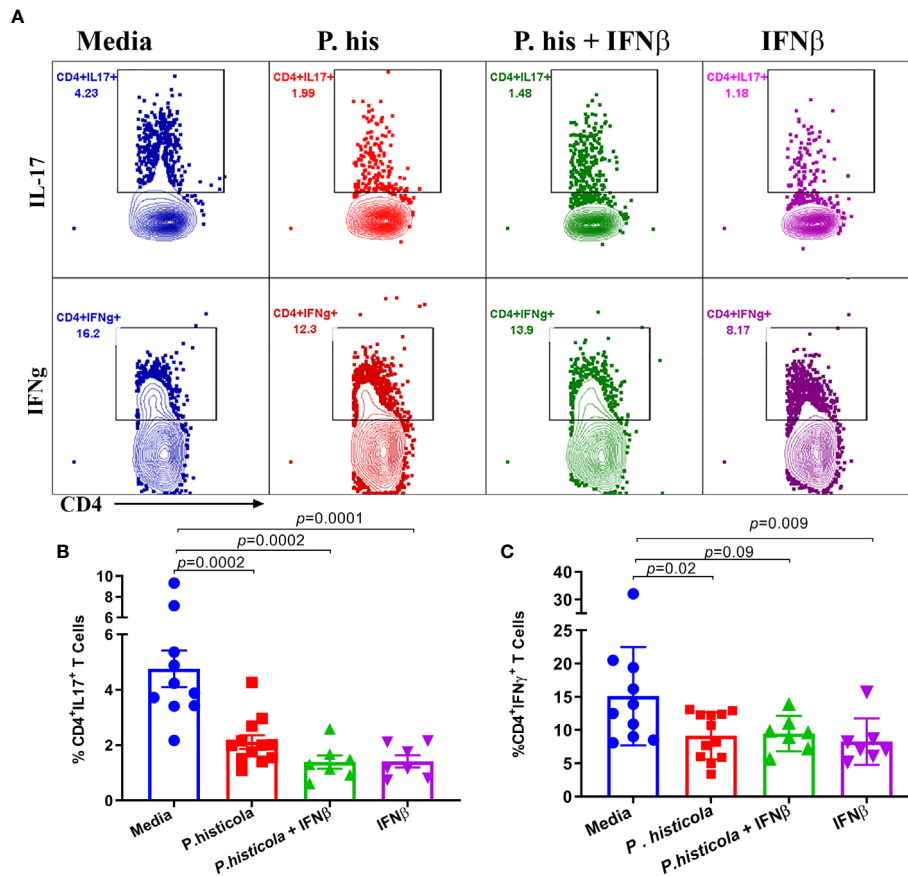 A
Media
P. his
P. his + IFNβ
IFNβ
IL-17
CD4+IL17+
4.23
CD4+IL17+
1.99
CD4+IL17+
1.48
CD4+IL17+
1.18
IFNg
CD4+IFNg+
16.2
CD4+IFNg+
12.3
CD4+IFNg+
13.9
CD4+IFNg+
8.17
CD4
B
p=0.0001
p=0.0002
p=0.0002
% CD4+IL17+ T Cells
10
8
6
4
2
0
Media
P.histicola
P.histicola + IFNβ
IFNβ
C
p=0.009
p=0.09
p=0.02
%CD4+IFNγ+ T Cells
40
30
25
20
15
10
5
0
Media
P . histicola
P.histicola + IFNβ
IFNβ